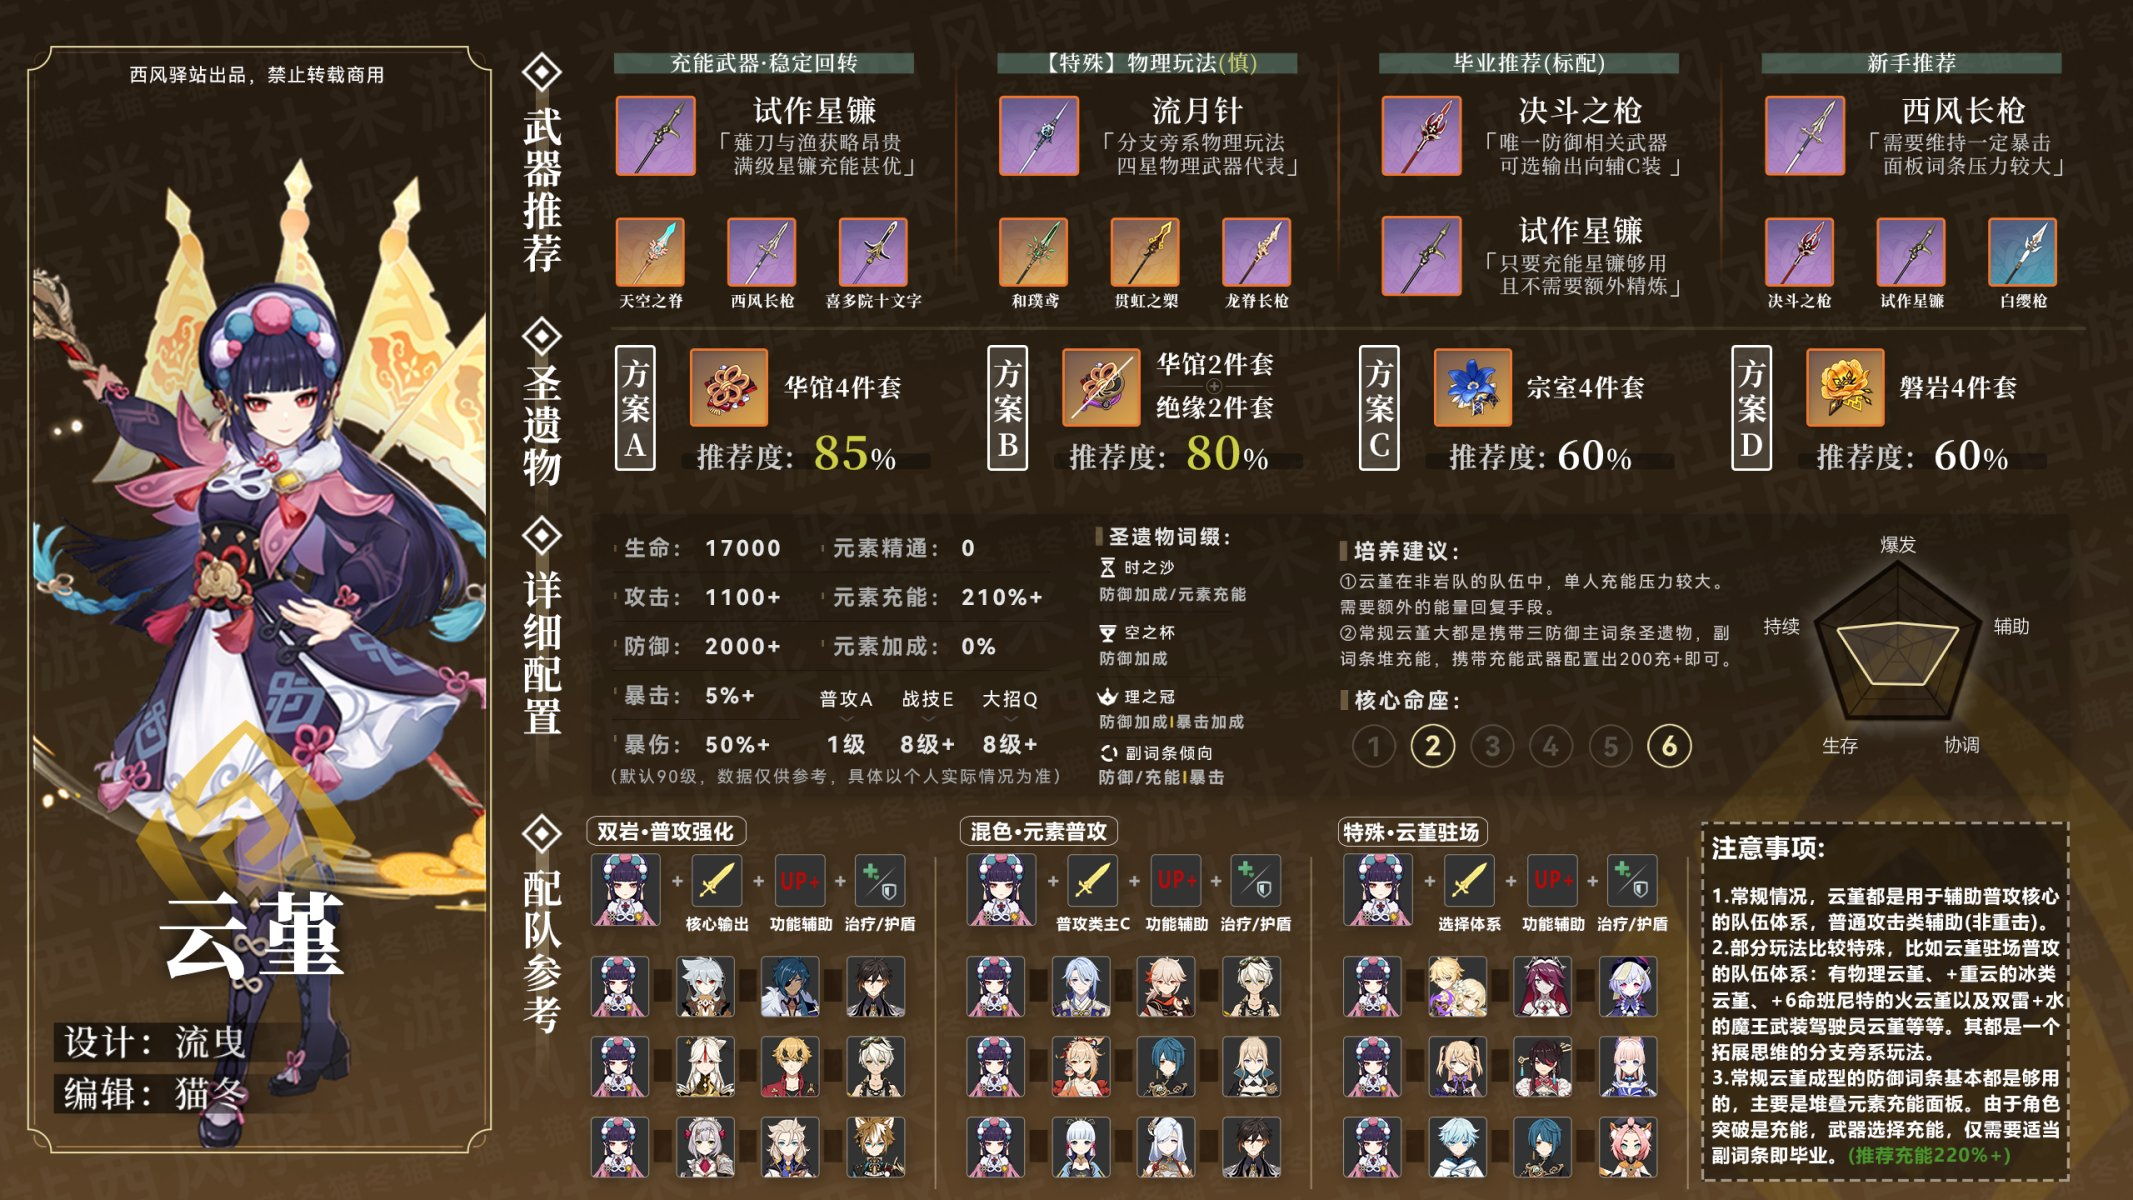 西风驿站出品，禁止转载商用
云堇
设计：流曳
编辑：猫冬
武器推荐
充能武器·稳定回转
试作星镰
「薙刀与渔获略昂贵
满级星镰充能甚优」
天空之脊
西风长枪
喜多院十文字
【特殊】物理玩法(慎)
流月针
「分支旁系物理玩法
四星物理武器代表」
和璞鸢
贯虹之槊
龙脊长枪
毕业推荐(标配)
决斗之枪
「唯一防御相关武器
可选输出向辅C装」
试作星镰
「只要充能星镰够用
且不需要额外精炼」
新手推荐
西风长枪
「需要维持一定暴击
面板词条压力较大」
决斗之枪
试作星镰
白缨枪
圣遗物
方案A
华馆4件套
推荐度：85%
方案B
华馆2件套
+
绝缘2件套
推荐度：80%
方案C
宗室4件套
推荐度：60%
方案D
磐岩4件套
推荐度：60%
详细配置
生命：17000
元素精通：0
攻击：1100+
元素充能：210%+
防御：2000+
元素加成：0%
暴击：5%+
暴伤：50%+
普攻A 战技E 大招Q
1级 8级+ 8级+
(默认90级，数据仅供参考，具体以个人实际情况为准)
圣遗物词缀：
时之沙
防御加成/元素充能
空之杯
防御加成
理之冠
防御加成|暴击加成
副词条倾向
防御/充能|暴击
培养建议：
①云堇在非岩队的队伍中，单人充能压力较大。
需要额外的能量回复手段。
②常规云堇大都是携带三防御主词条圣遗物，副
词条堆充能，携带充能武器配置出200充+即可。
核心命座：
1 2 3 4 5 6
爆发
辅助
协调
生存
持续
配队参考
双岩·普攻强化
+ + UP+ +
核心输出 功能辅助 治疗/护盾
混色·元素普攻
+ + UP+ +
普攻类主C 功能辅助 治疗/护盾
特殊·云堇驻场
+ + UP+ +
选择体系 功能辅助 治疗/护盾
注意事项：
1.常规情况，云堇都是用于辅助普攻核心
的队伍体系，普通攻击类辅助(非重击)。
2.部分玩法比较特殊，比如云堇驻场普攻
的队伍体系：有物理云堇、+重云的冰类
云堇、+6命班尼特的火云堇以及双雷+水
的魔王武装驾驶员云堇等等。其都是一个
拓展思维的分支旁系玩法。
3.常规云堇成型的防御词条基本都是够用
的，主要是堆叠元素充能面板。由于角色
突破是充能，武器选择充能，仅需要适当
副词条即毕业。(推荐充能220%+)